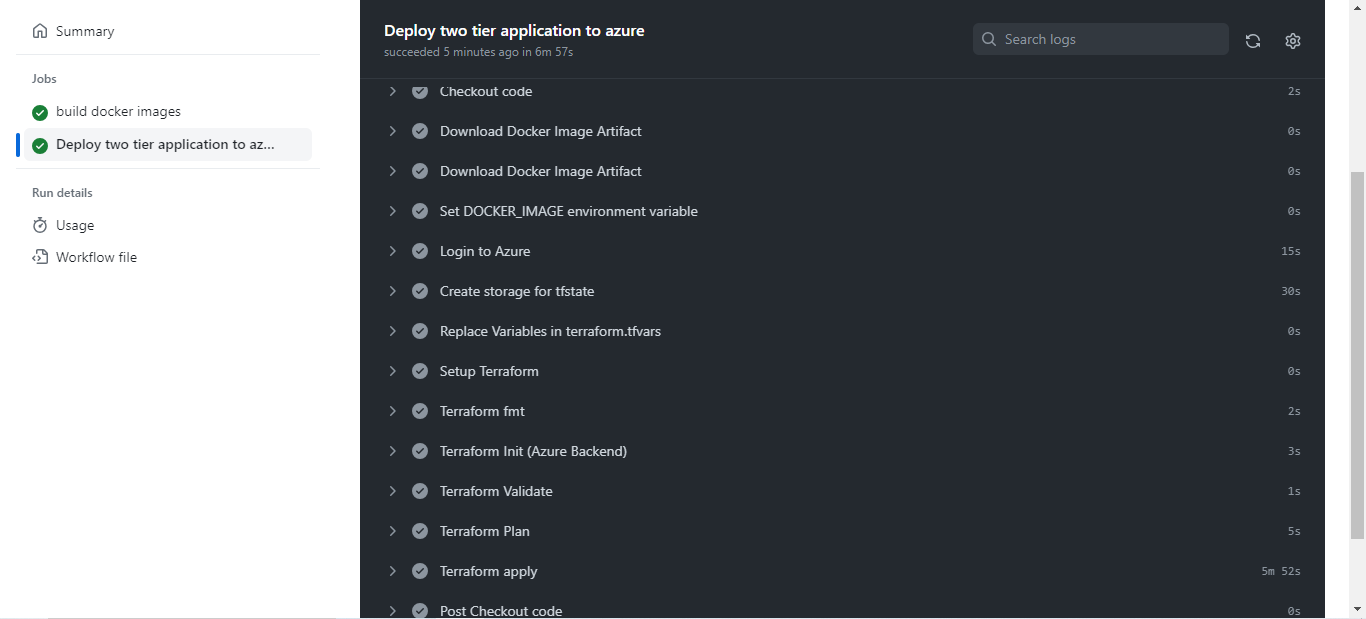 Summary
Jobs
build docker images
Deploy two tier application to az...
Run details
Usage
Workflow file
Deploy two tier application to azure
succeeded 5 minutes ago in 6m 57s
Search logs
Checkout code 2s
Download Docker Image Artifact 0s
Download Docker Image Artifact 0s
Set DOCKER_IMAGE environment variable 0s
Login to Azure 15s
Create storage for tfstate 30s
Replace Variables in terraform.tfvars 0s
Setup Terraform 0s
Terraform fmt 2s
Terraform Init (Azure Backend) 3s
Terraform Validate 1s
Terraform Plan 5s
Terraform apply 5m 52s
Post Checkout code 0s